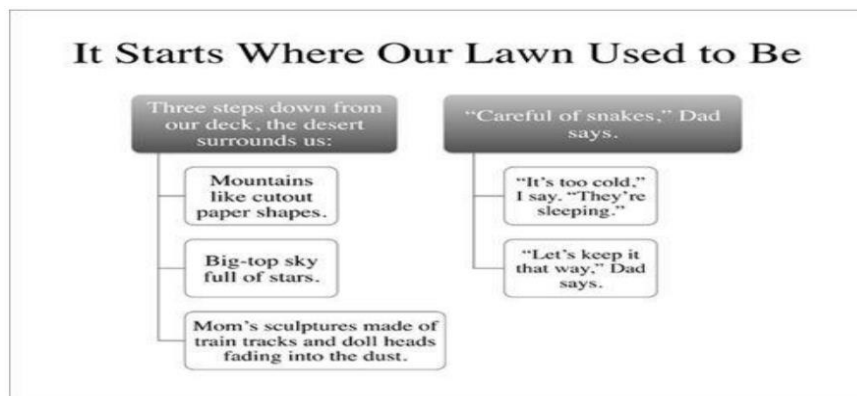 It Starts Where Our Lawn Used to Be
Three steps down from
our deck, the desert
surrounds us:
Mountains
like cutout
paper shapes.
Big-top sky
full of stars.
Mom's sculptures made of
train tracks and doll heads
fading into the dust.
“Careful of snakes,” Dad
says.
“It's too cold,”
I say. “They're
sleeping.”
“Let's keep it
that way,” Dad
says.